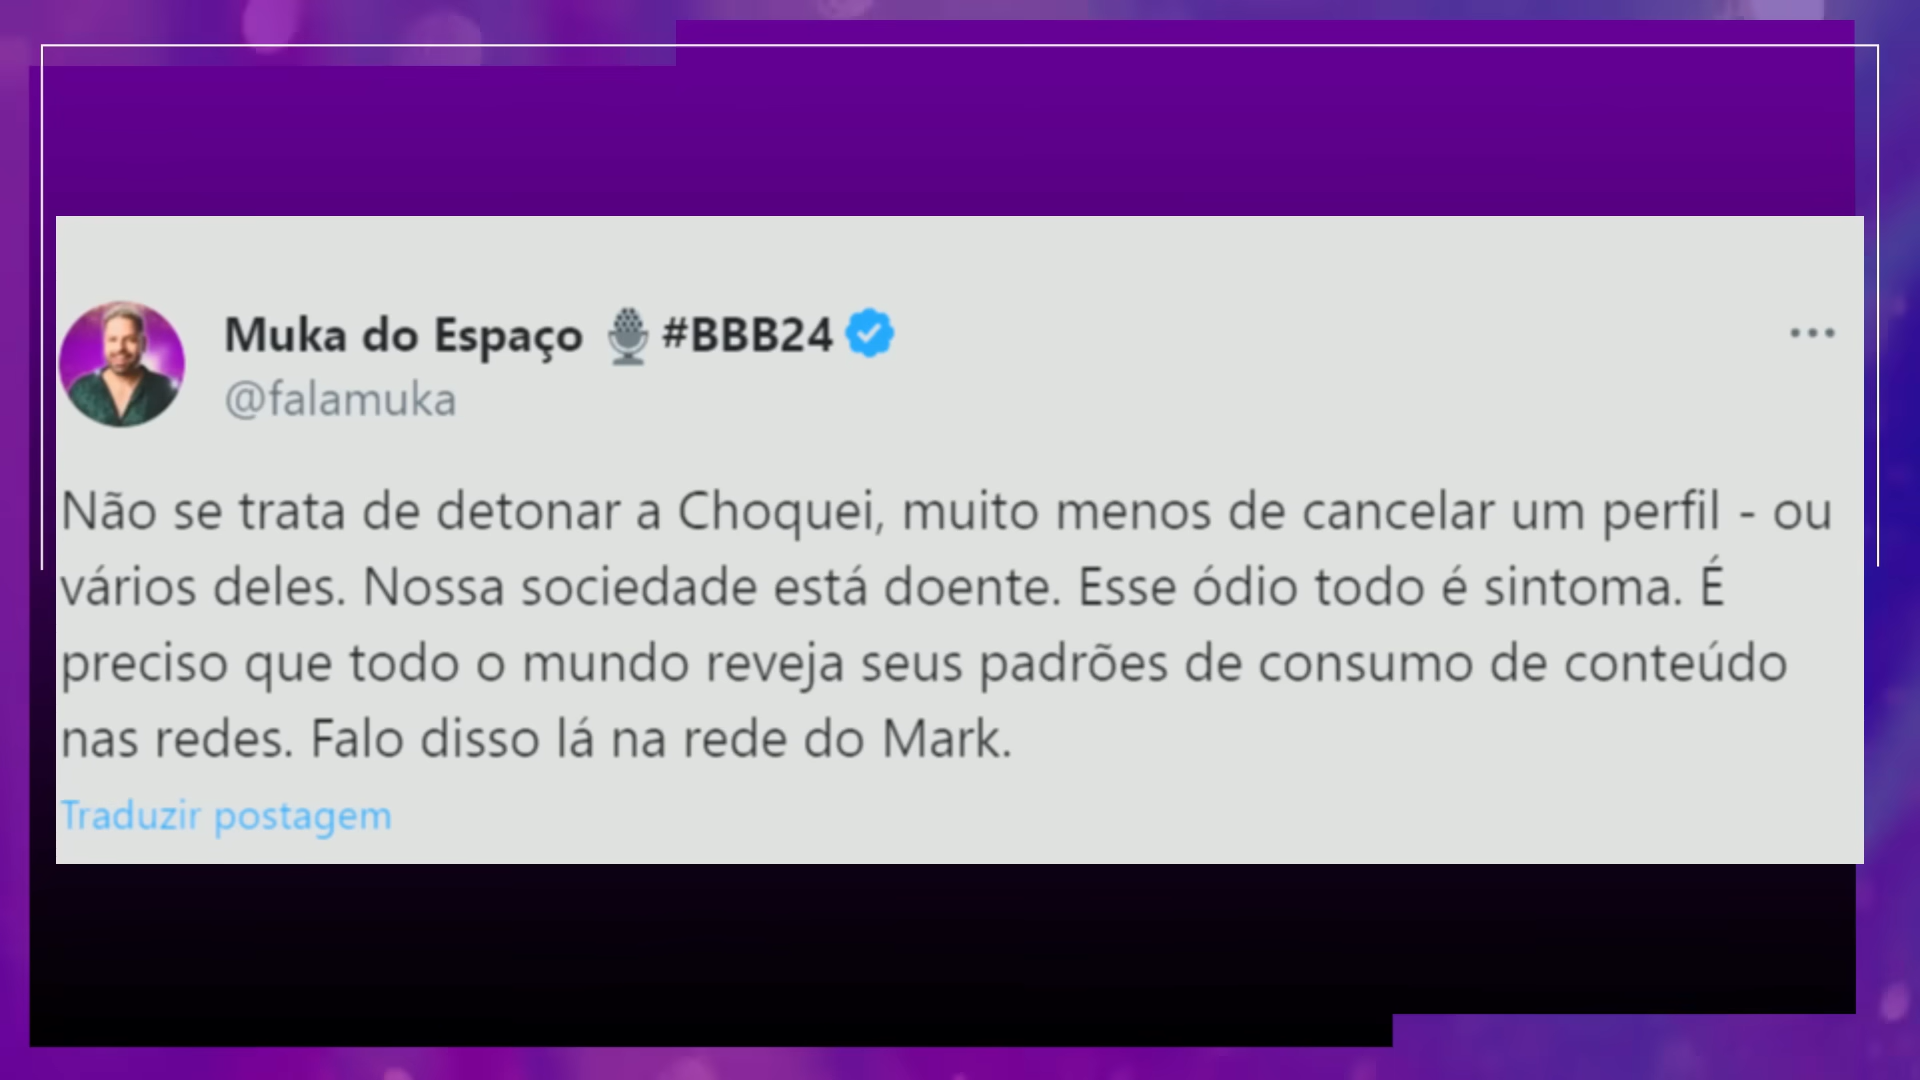 Muka do Espaço 🎙️#BBB24
@falamuka
Não se trata de detonar a Choquei, muito menos de cancelar um perfil - ou
vários deles. Nossa sociedade está doente. Esse ódio todo é sintoma. É
preciso que todo o mundo reveja seus padrões de consumo de conteúdo
nas redes. Falo disso lá na rede do Mark.
Traduzir postagem